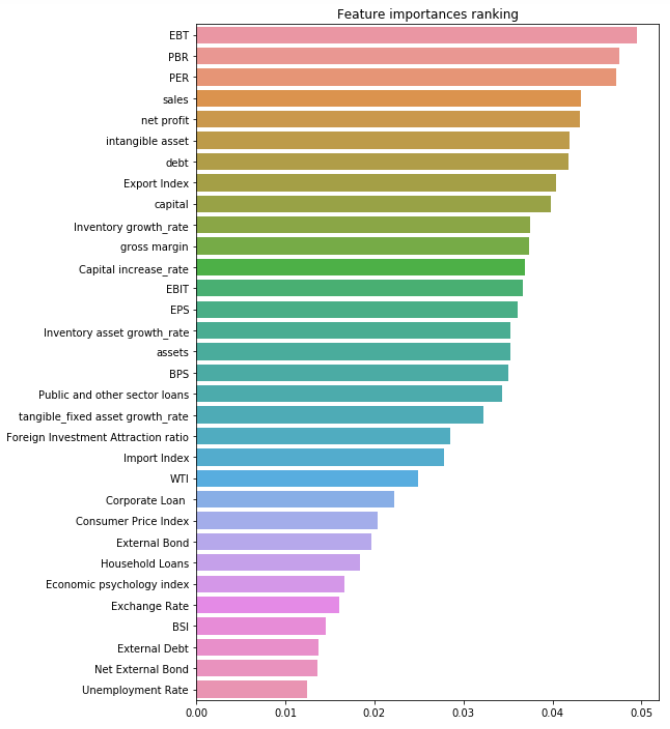 Feature importances ranking
EBT
PBR
PER
sales
net profit
intangible asset
debt
Export Index
capital
Inventory growth_rate
gross margin
Capital increase_rate
EBIT
EPS
Inventory asset growth_rate
assets
BPS
Public and other sector loans
tangible_fixed asset growth_rate
Foreign Investment Attraction ratio
Import Index
WTI
Corporate Loan
Consumer Price Index
External Bond
Household Loans
Economic psychology index
Exchange Rate
BSI
External Debt
Net External Bond
Unemployment Rate
0.00 0.01 0.02 0.03 0.04 0.05